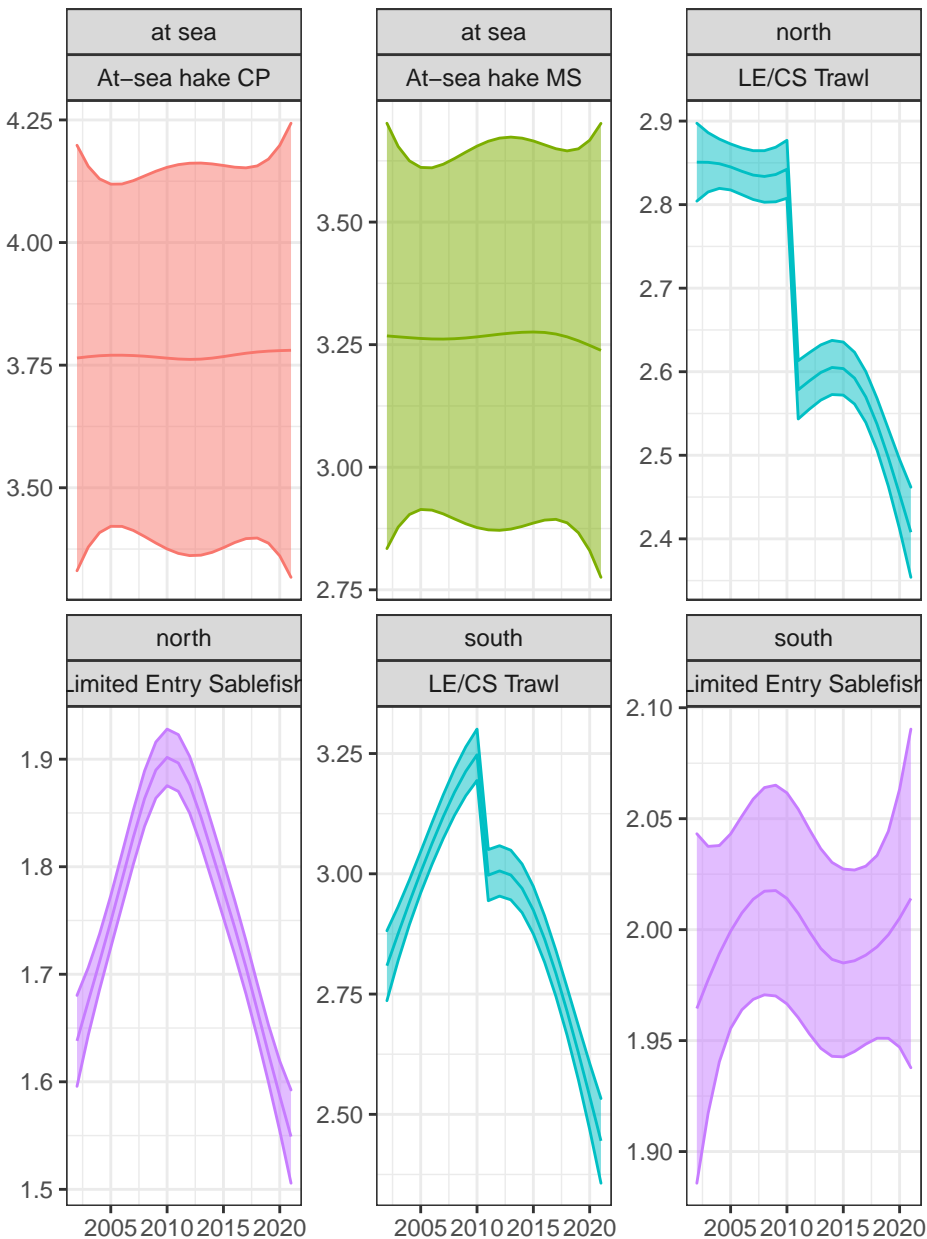 at sea
At−sea hake CP
4.25
4.00
3.75
3.50
at sea
At−sea hake MS
3.50
3.25
3.00
2.75
north
LE/CS Trawl
2.9
2.8
2.7
2.6
2.5
2.4
north
Limited Entry Sablefish
1.9
1.8
1.7
1.6
1.5
2005 2010 2015 2020
south
LE/CS Trawl
3.25
3.00
2.75
2.50
2005 2010 2015 2020
south
Limited Entry Sablefish
2.10
2.05
2.00
1.95
1.90
2005 2010 2015 2020